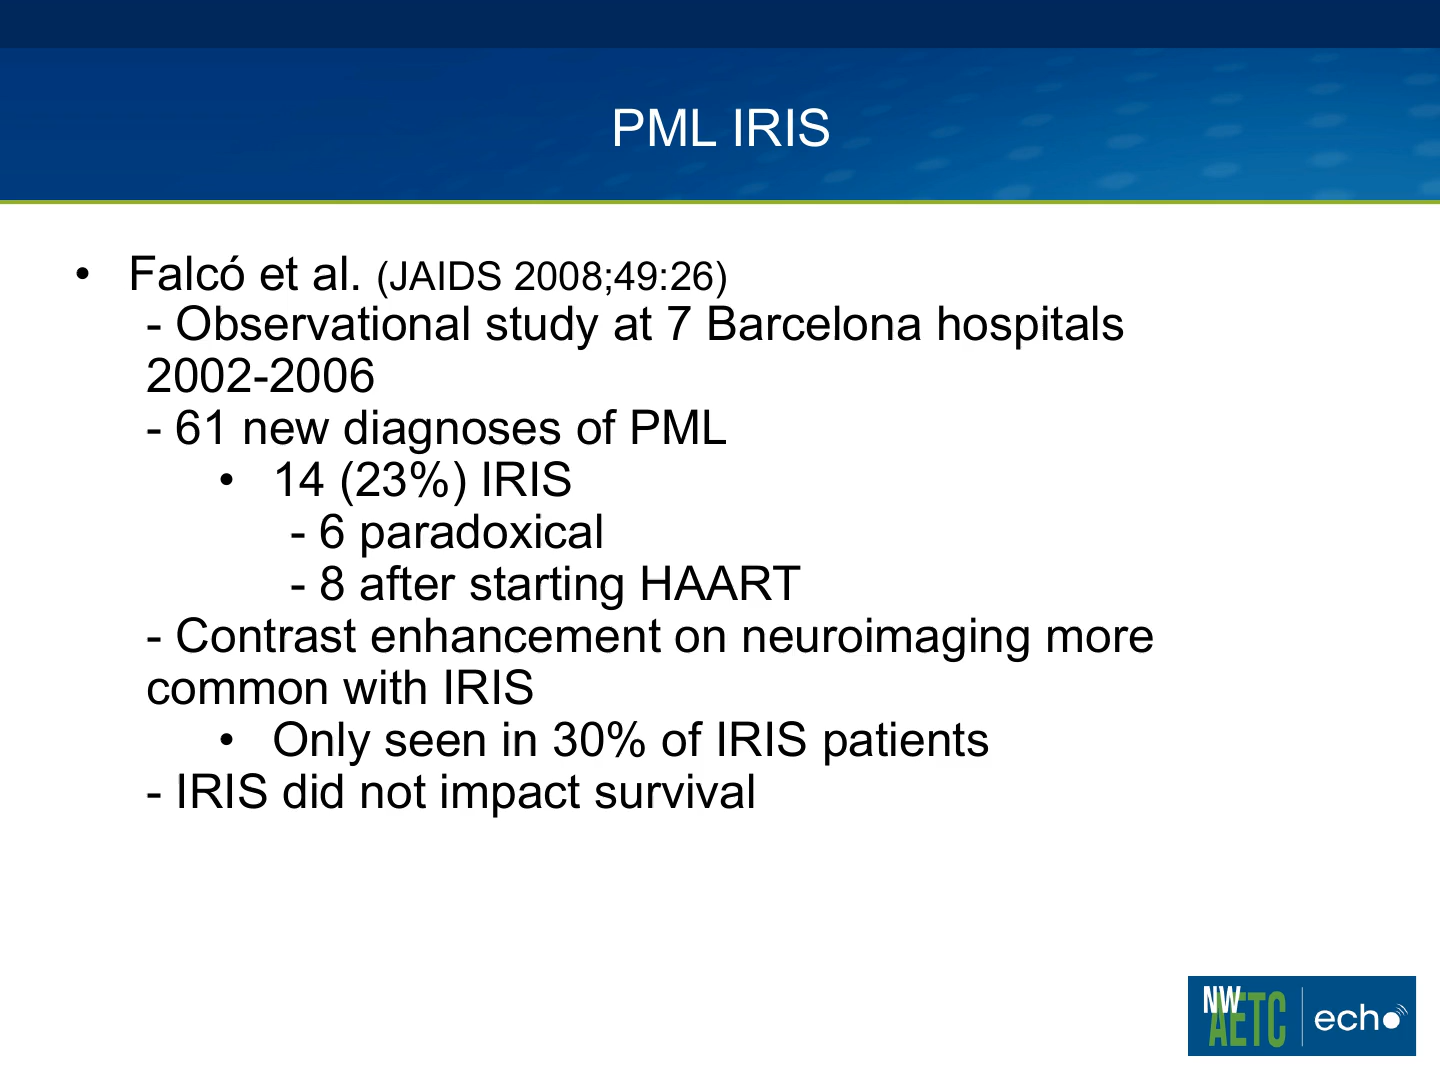 PML IRIS
• Falcó et al. (JAIDS 2008;49:26)
- Observational study at 7 Barcelona hospitals
2002-2006
- 61 new diagnoses of PML
• 14 (23%) IRIS
- 6 paradoxical
- 8 after starting HAART
- Contrast enhancement on neuroimaging more
common with IRIS
• Only seen in 30% of IRIS patients
- IRIS did not impact survival
NW
AETC
echo